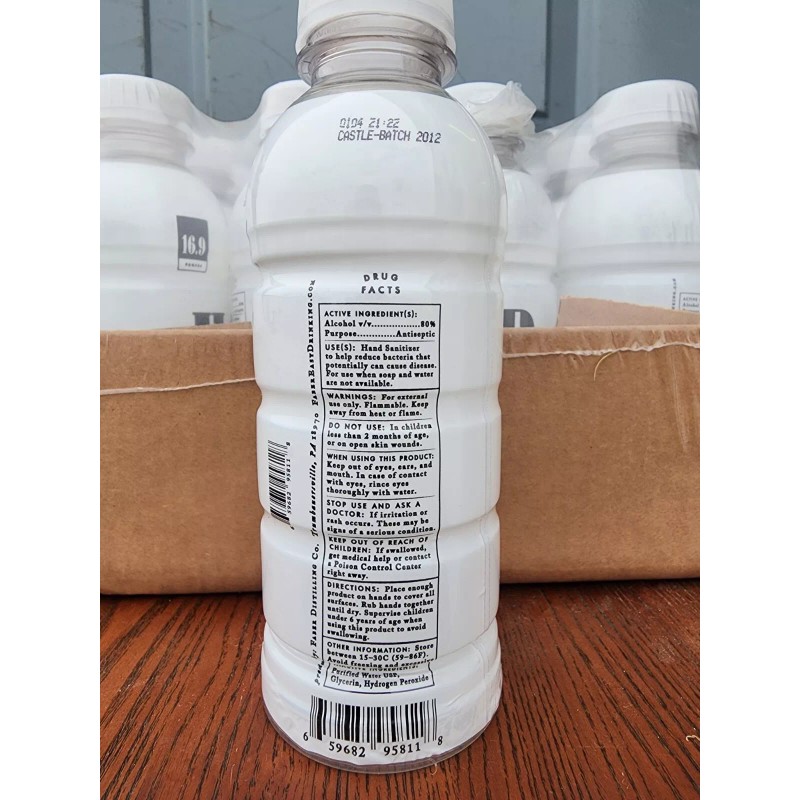 0104 21:22
CASTLE-BATCH 2012
16.9
DRUG
FACTS
ACTIVE INGREDIENT(S):
Alcohol v/v..................80%
Purpose.............Antiseptic
USE(S): Hand Sanitiser
to help reduce bacteria that
potentially can cause disease.
For use when soap and water
are not available.
WARNINGS: For external
use only. Flammable. Keep
away from heat or flame.
DO NOT USE: In children
less than 2 months of age,
or on open skin wounds.
WHEN USING THIS PRODUCT:
Keep out of eyes, ears, and
mouth. In case of contact
with eyes, rince eyes
thoroughly with water.
STOP USE AND ASK A
DOCTOR: If irritation or
rash occurs. These may be
signs of a serious condition.
KEEP OUT OF REACH OF
CHILDREN: If swallowed,
get medical help or contact
a Poison Control Center
right away.
DIRECTIONS: Place enough
product on hands to cover all
surfaces. Rub hands together
until dry. Supervise children
under 6 years of age when
using this product to avoid
swallowing.
OTHER INFORMATION: Store
between 15-30C (59-86F).
Avoid freezing and excessive
Purified Water USP,
Glycerin, Hydrogen Peroxide
FABER DISTILLING CO. Trumbauersville, PA 18970 FABEREASYDRINKING.COM
59682 95811 8
6 59682 95811 8